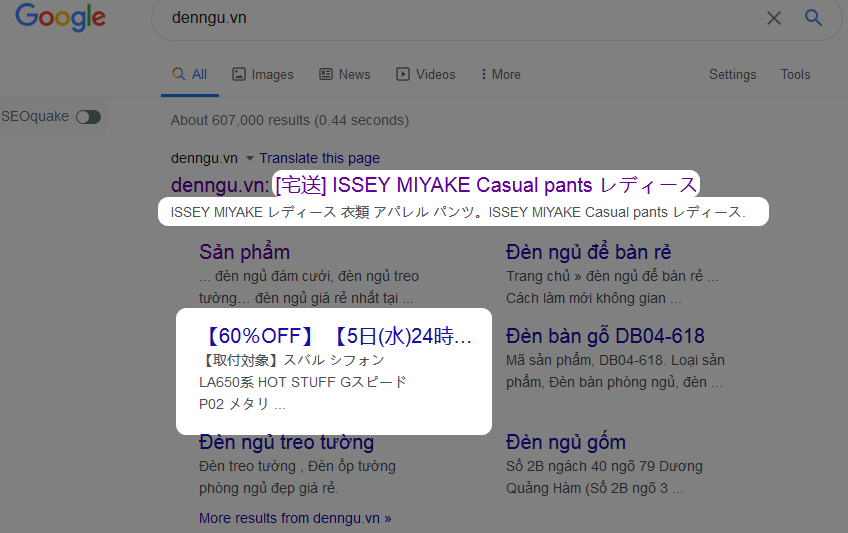 Google
denngu.vn
All
Images
News
Videos
More
Settings
Tools
SEOquake
About 607,000 results (0.44 seconds)
denngu.vn Translate this page
denngu.vn: [宅送] ISSEY MIYAKE Casual pants レディース
ISSEY MIYAKE レディース 衣類 アパレル パンツ。ISSEY MIYAKE Casual pants レディース.
Sản phẩm
... đèn ngủ đám cưới, đèn ngủ treo
tường… đèn ngủ giá rẻ nhất tại ...
Đèn ngủ để bàn rẻ
Trang chủ » đèn ngủ để bàn rẻ ...
Cách làm mới không gian ...
【60％OFF】 【5日(水)24時...
【取付対象】スバル シフォン
LA650系 HOT STUFF Gスピード
P02 メタリ ...
Đèn bàn gỗ DB04-618
Mã sản phẩm, DB04-618. Loại sản
phẩm, Đèn bàn phòng ngủ, đèn ...
Đèn ngủ treo tường
Đèn treo tường , Đèn ốp tường
phòng ngủ đẹp giá rẻ.
Đèn ngủ gốm
Số 2B ngách 40 ngõ 79 Dương
Quảng Hàm (Số 2B ngõ 3 ...
More results from denngu.vn »